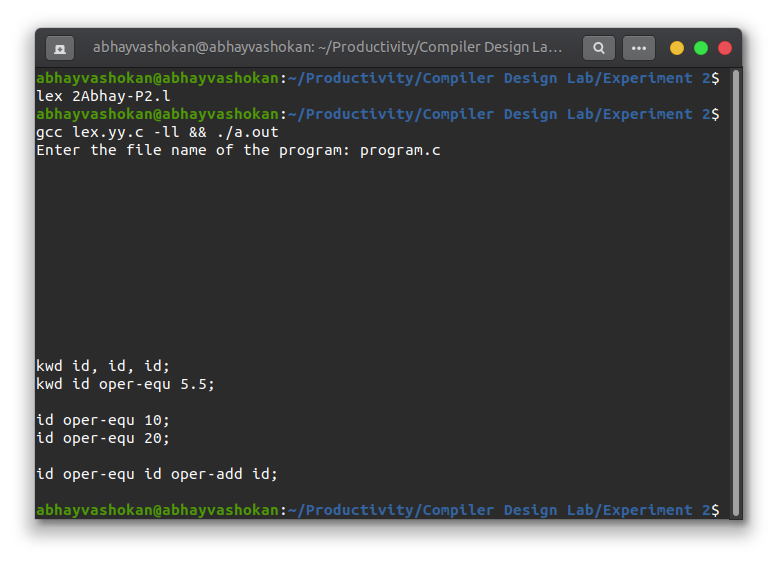 abhayvashokan@abhayvashokan: ~/Productivity/Compiler Design La...
abhayvashokan@abhayvashokan:~/Productivity/Compiler Design Lab/Experiment 2$
lex 2Abhay-P2.l
abhayvashokan@abhayvashokan:~/Productivity/Compiler Design Lab/Experiment 2$
gcc lex.yy.c -ll && ./a.out
Enter the file name of the program: program.c
kwd id, id, id;
kwd id oper-equ 5.5;
id oper-equ 10;
id oper-equ 20;
id oper-equ id oper-add id;
abhayvashokan@abhayvashokan:~/Productivity/Compiler Design Lab/Experiment 2$